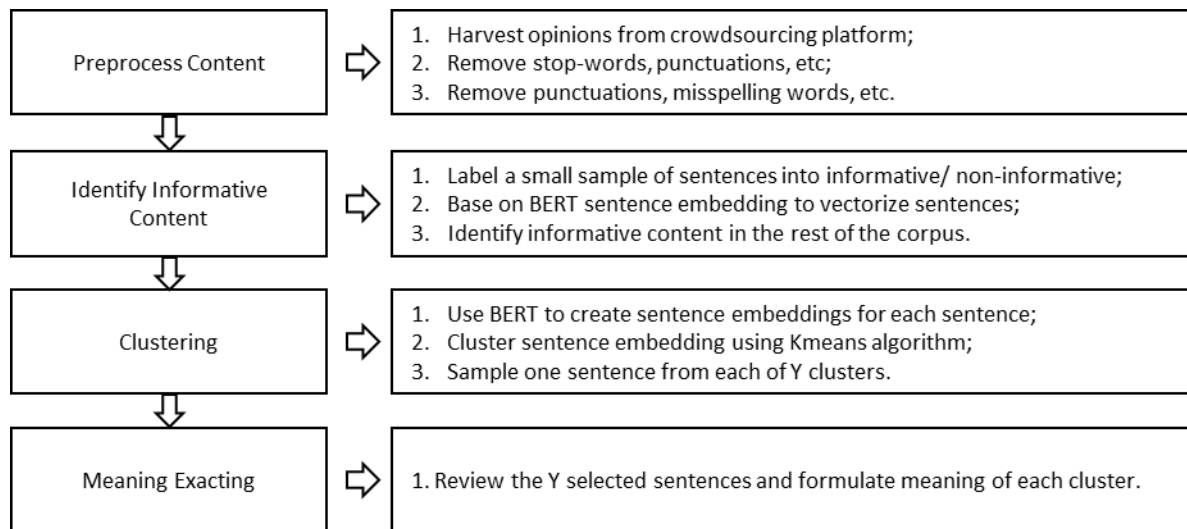 Preprocess Content
1. Harvest opinions from crowdsourcing platform;
2. Remove stop-words, punctuations, etc;
3. Remove punctuations, misspelling words, etc.
Identify Informative
Content
1. Label a small sample of sentences into informative/ non-informative;
2. Base on BERT sentence embedding to vectorize sentences;
3. Identify informative content in the rest of the corpus.
Clustering
1. Use BERT to create sentence embeddings for each sentence;
2. Cluster sentence embedding using Kmeans algorithm;
3. Sample one sentence from each of Y clusters.
Meaning Exacting
1. Review the Y selected sentences and formulate meaning of each cluster.